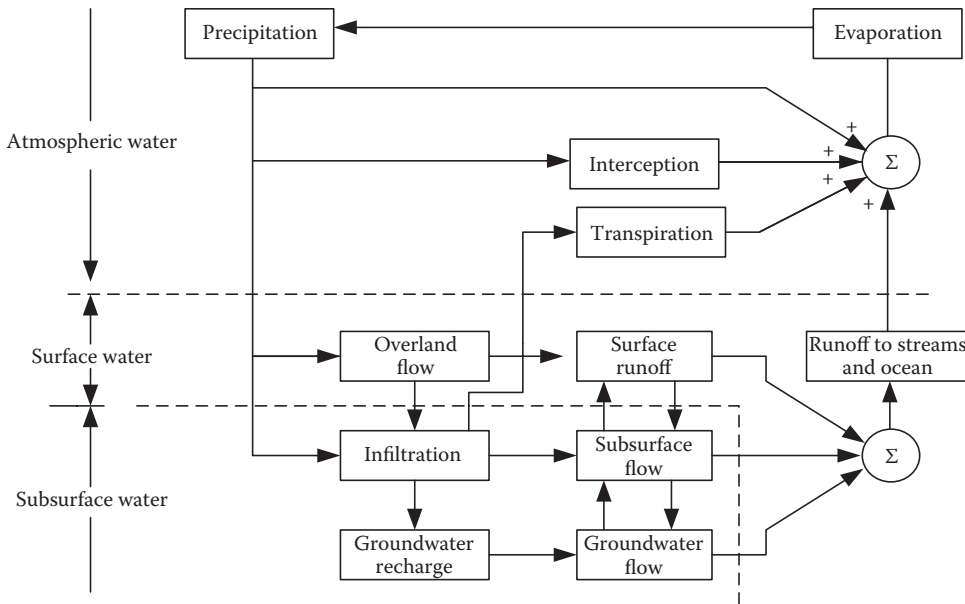 Precipitation
Evaporation
Atmospheric water
+
+
Σ
Interception
+
+
Transpiration
Surface water
Overland
flow
Surface
runoff
Runoff to streams
and ocean
Infiltration
Subsurface
flow
Σ
Subsurface water
Groundwater
recharge
Groundwater
flow